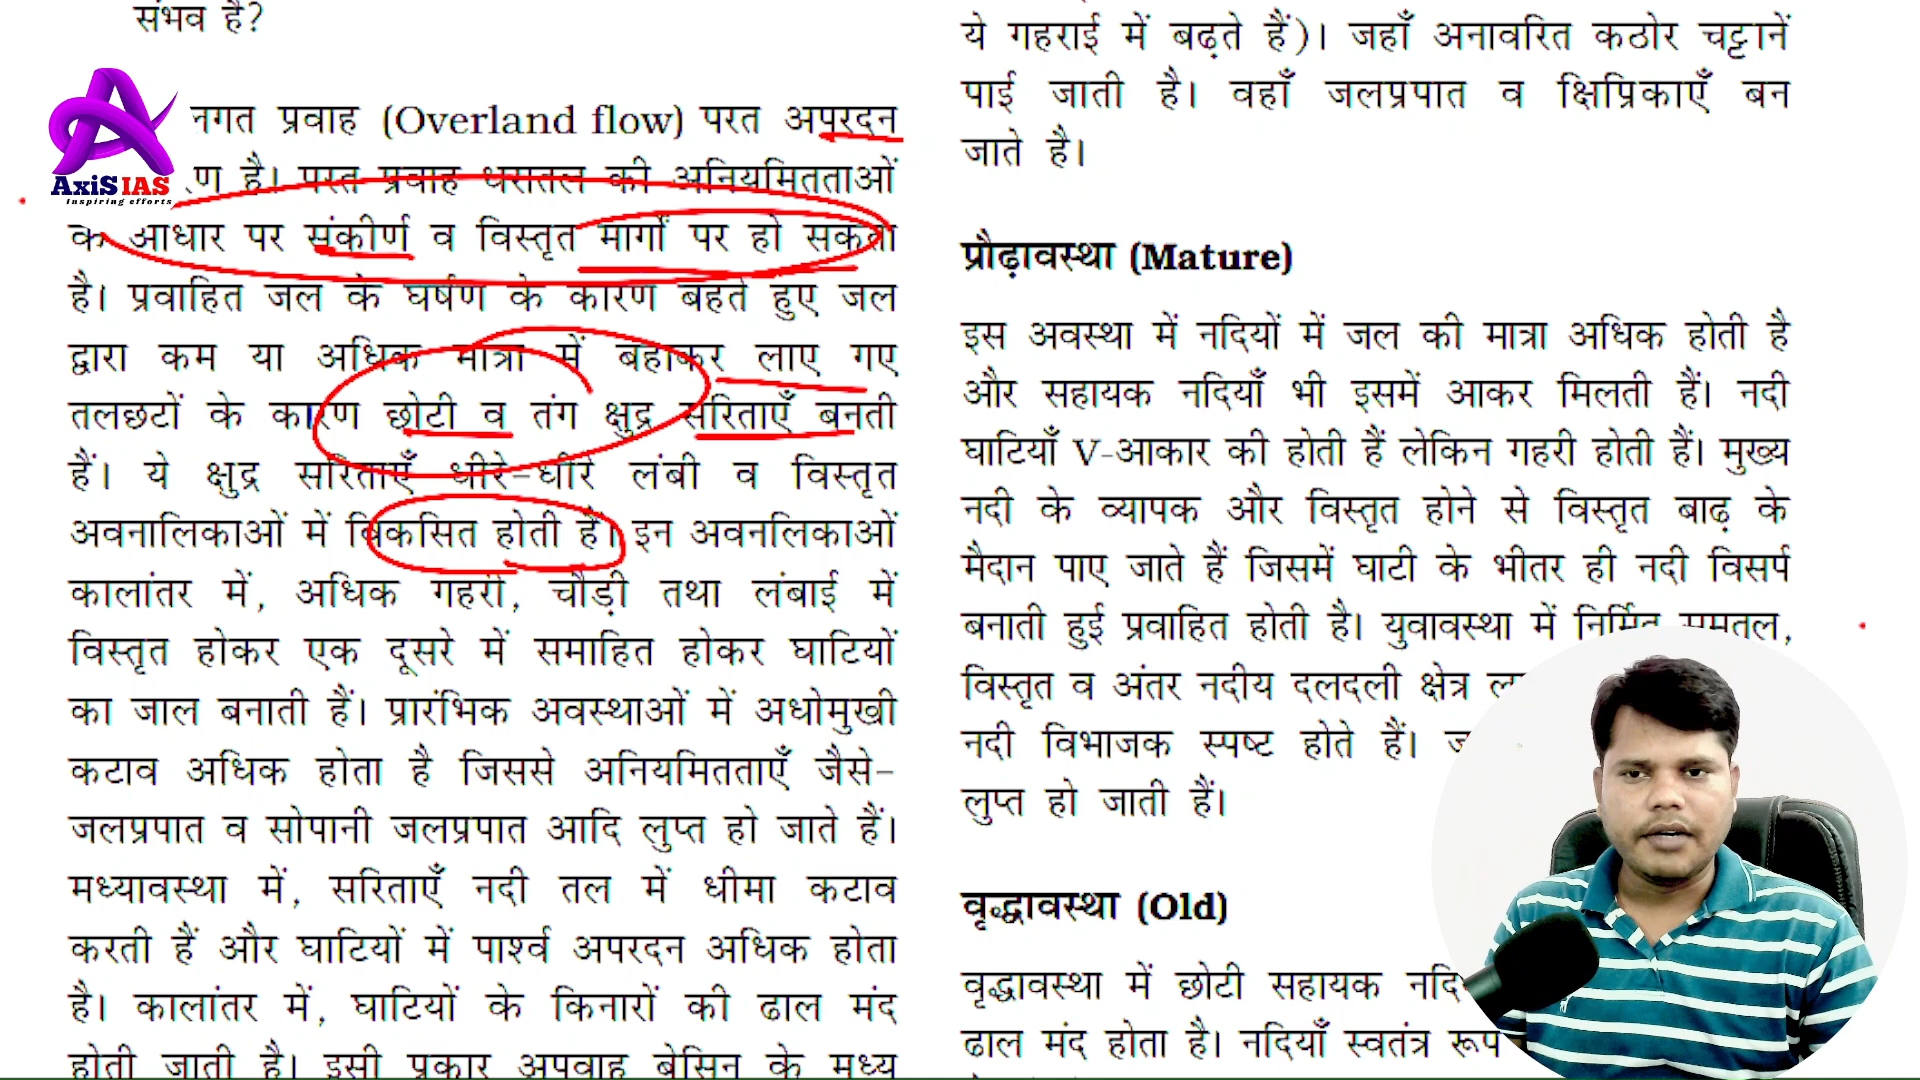 संभव है?
नगत प्रवाह (Overland flow) परत अपरदन
ण है। परत प्रवाह धरातल की अनियमितताओं
के आधार पर संकीर्ण व विस्तृत मार्गों पर हो सकता
है। प्रवाहित जल के घर्षण के कारण बहते हुए जल
द्वारा कम या अधिक मात्रा में बहाकर लाए गए
तलछटों के कारण छोटी व तंग क्षुद्र सरिताएँ बनती
हैं। ये क्षुद्र सरिताएँ धीरे-धीरे लंबी व विस्तृत
अवनालिकाओं में विकसित होती हैं। इन अवनलिकाओं
कालांतर में, अधिक गहरी, चौड़ी तथा लंबाई में
विस्तृत होकर एक दूसरे में समाहित होकर घाटियों
का जाल बनाती हैं। प्रारंभिक अवस्थाओं में अधोमुखी
कटाव अधिक होता है जिससे अनियमितताएँ जैसे-
जलप्रपात व सोपानी जलप्रपात आदि लुप्त हो जाते हैं।
मध्यावस्था में, सरिताएँ नदी तल में धीमा कटाव
करती हैं और घाटियों में पार्श्व अपरदन अधिक होता
है। कालांतर में, घाटियों के किनारों की ढाल मंद
होती जाती है। इसी प्रकार अपवाह बेसिन के मध्य
AxiS IAS
Inspiring efforts
ये गहराई में बढ़ते हैं)। जहाँ अनावरित कठोर चट्टानें
पाई जाती है। वहाँ जलप्रपात व क्षिप्रिकाएँ बन
जाते है।
प्रौढ़ावस्था (Mature)
इस अवस्था में नदियों में जल की मात्रा अधिक होती है
और सहायक नदियाँ भी इसमें आकर मिलती हैं। नदी
घाटियाँ V-आकार की होती हैं लेकिन गहरी होती हैं। मुख्य
नदी के व्यापक और विस्तृत होने से विस्तृत बाढ़ के
मैदान पाए जाते हैं जिसमें घाटी के भीतर ही नदी विसर्प
बनाती हुई प्रवाहित होती है। युवावस्था में निर्मित समतल,
विस्तृत व अंतर नदीय दलदली क्षेत्र
नदी विभाजक स्पष्ट होते हैं।
लुप्त हो जाती हैं।
वृद्धावस्था (Old)
वृद्धावस्था में छोटी सहायक
ढाल मंद होता है। नदियाँ स्वतंत्र रूप